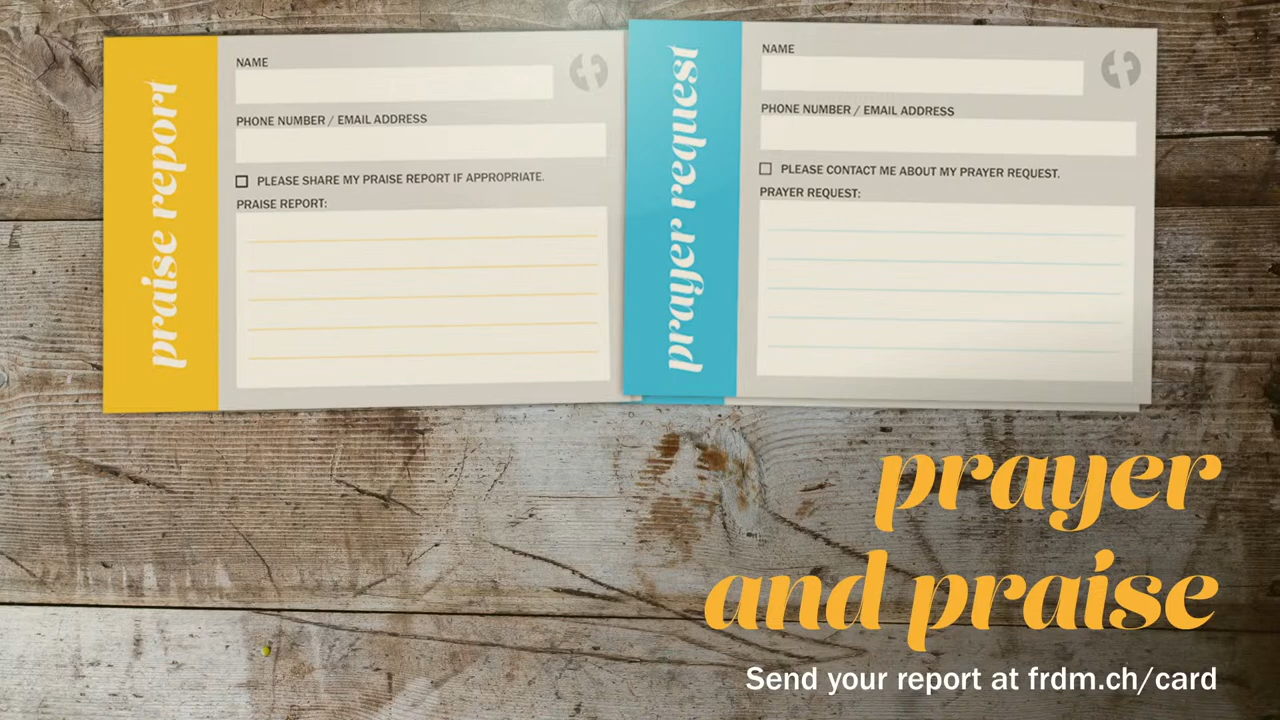 praise report
NAME
PHONE NUMBER / EMAIL ADDRESS
PLEASE SHARE MY PRAISE REPORT IF APPROPRIATE.
PRAISE REPORT:
prayer request
NAME
PHONE NUMBER / EMAIL ADDRESS
PLEASE CONTACT ME ABOUT MY PRAYER REQUEST.
PRAYER REQUEST:
prayer
and praise
Send your report at frdm.ch/card